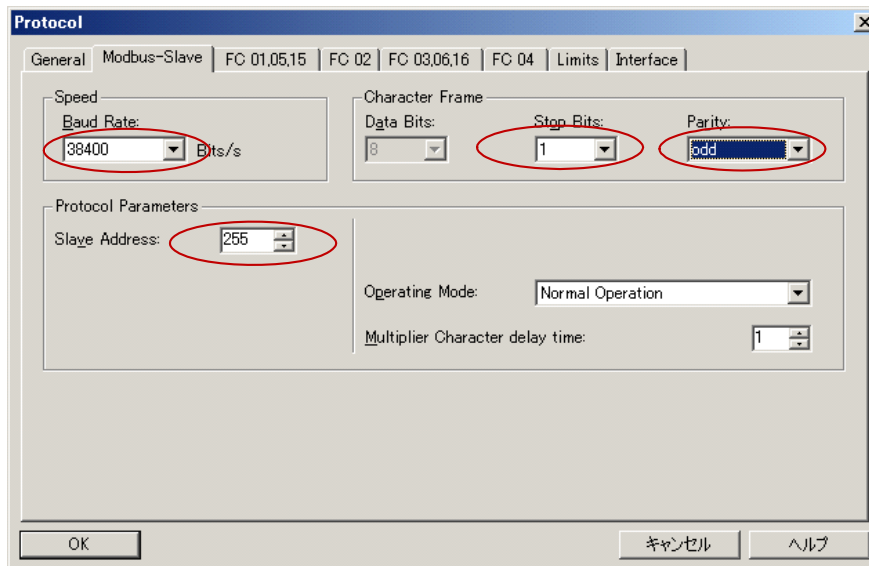 Protocol
General Modbus-Slave FC 01,05,15 FC 02 FC 03,06,16 FC 04 Limits Interface
Speed
Baud Rate:
38400 Bits/s
Character Frame
Data Bits: Stop Bits: Parity:
8 1 odd
Protocol Parameters
Slave Address: 255
Operating Mode: Normal Operation
Multiplier Character delay time: 1
OK キャンセル ヘルプ